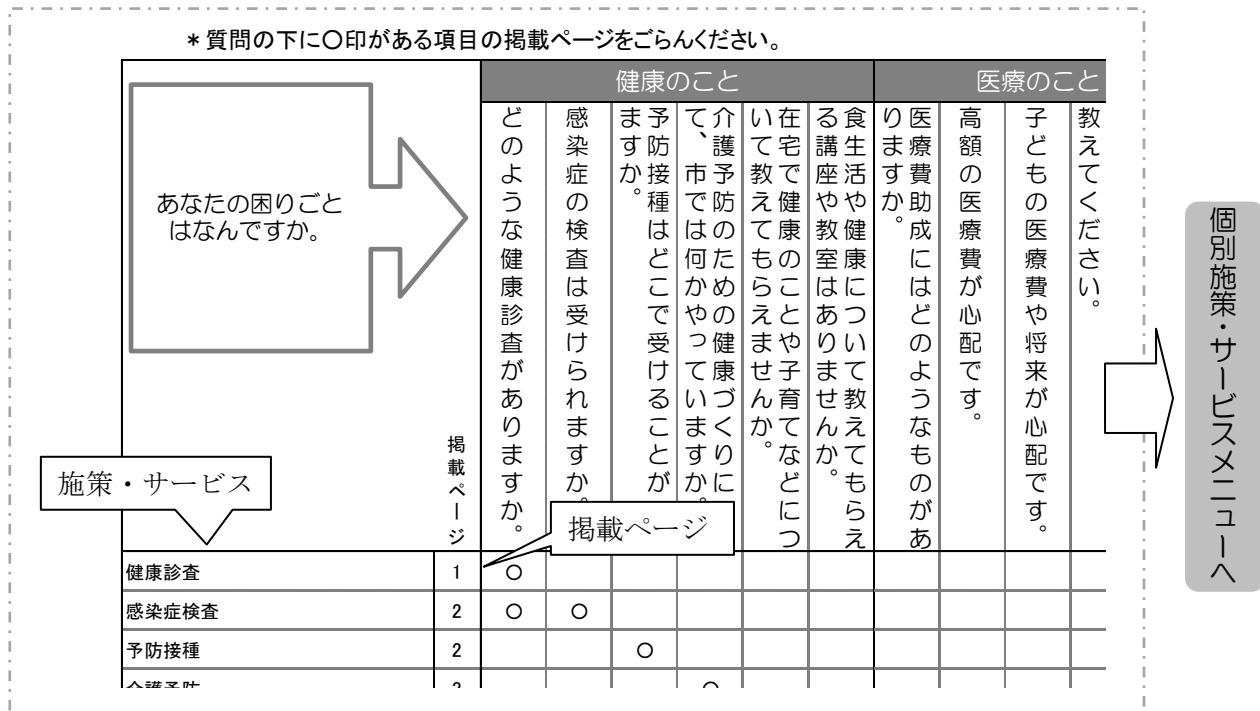 ＊質問の下に〇印がある項目の掲載ページをごらんください。
健康のこと
医療のこと
あなたの困りごと
はなんですか。
どのような健康診査がありますか。
感染症の検査は受けられますか。
予防接種はどこで受けることが
ますか。
介護予防のための健康づくりに
て、市では何かやっていますか。
在宅で健康のことや子育てなどにつ
いて教えてもらえませんか。
食生活や健康について教えてもらえ
る講座や教室はありませんか。
医療費助成にはどのようなものがあ
りますか。
高額の医療費が心配です。
子どもの医療費や将来が心配です。
教えてください。
掲載ページ
施策・サービス
掲載ページ
健康診査 1 〇
感染症検査 2 〇 〇
予防接種 2 〇
個別施策・サービスメニューへ